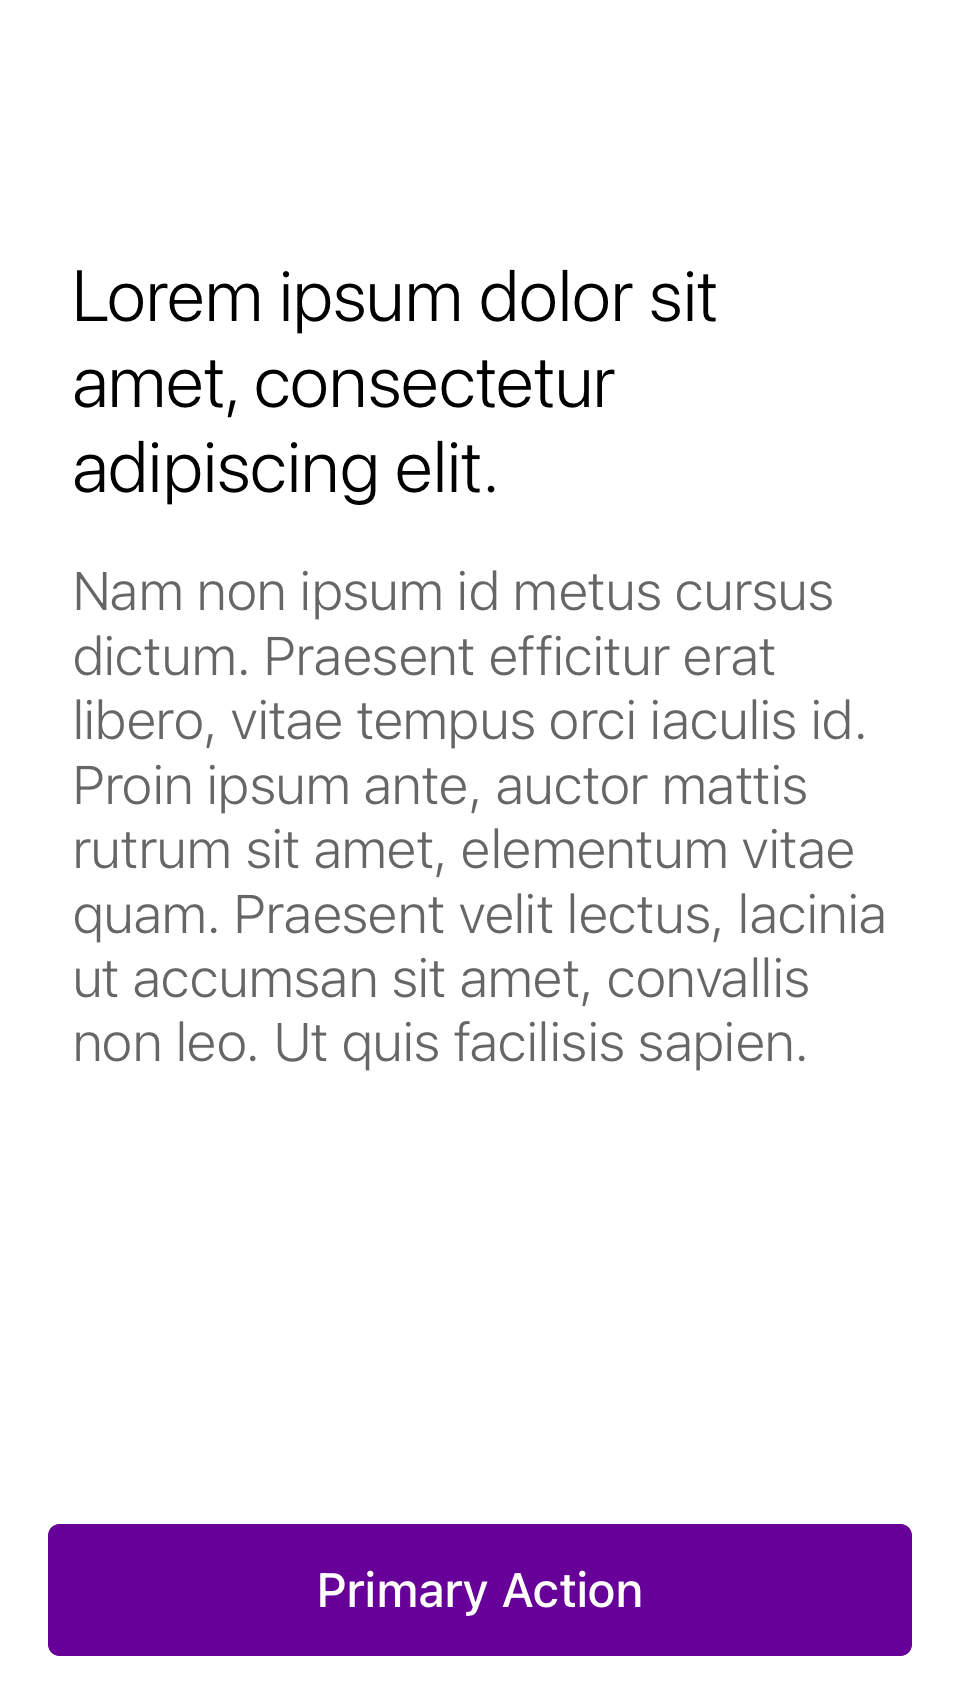 Lorem ipsum dolor sit
amet, consectetur
adipiscing elit.
Nam non ipsum id metus cursus
dictum. Praesent efficitur erat
libero, vitae tempus orci iaculis id.
Proin ipsum ante, auctor mattis
rutrum sit amet, elementum vitae
quam. Praesent velit lectus, lacinia
ut accumsan sit amet, convallis
non leo. Ut quis facilisis sapien.
Primary Action